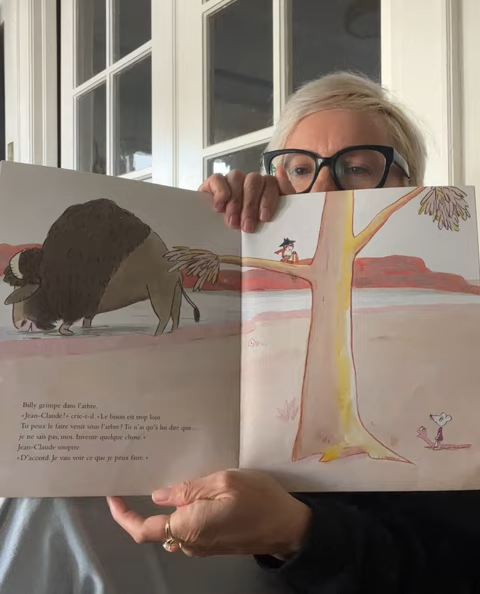 Billy grimpe dans l'arbre.
« Jean-Claude ! » crie-t-il. « Le bison est trop loin.
Tu peux le faire venir sous l'arbre ? Tu n'as qu'à lui dire que...
je ne sais pas, moi. Invente quelque chose. »
Jean-Claude soupire.
« D'accord. Je vais voir ce que je peux faire. »